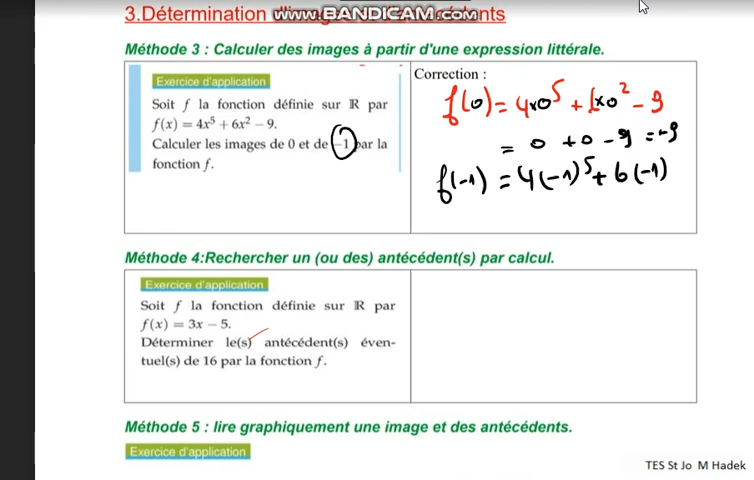 3.Détermination
www.BANDICAM.com
Méthode 3 : Calculer des images à partir d'une expression littérale.
Exercice d'application
Soit f la fonction définie sur ℝ par
f(x) = 4x⁵ + 6x² − 9.
Calculer les images de 0 et de −1 par la
fonction f.
Correction :
f(0) = 4×0⁵ + 6×0² − 9
= 0 + 0 − 9 = −9
f(−1) = 4(−1)⁵ + 6(−1)
Méthode 4:Rechercher un (ou des) antécédent(s) par calcul.
Exercice d'application
Soit f la fonction définie sur ℝ par
f(x) = 3x − 5.
Déterminer le(s) antécédent(s) éven-
tuel(s) de 16 par la fonction f.
Méthode 5 : lire graphiquement une image et des antécédents.
Exercice d'application
TES St Jo M Hadek